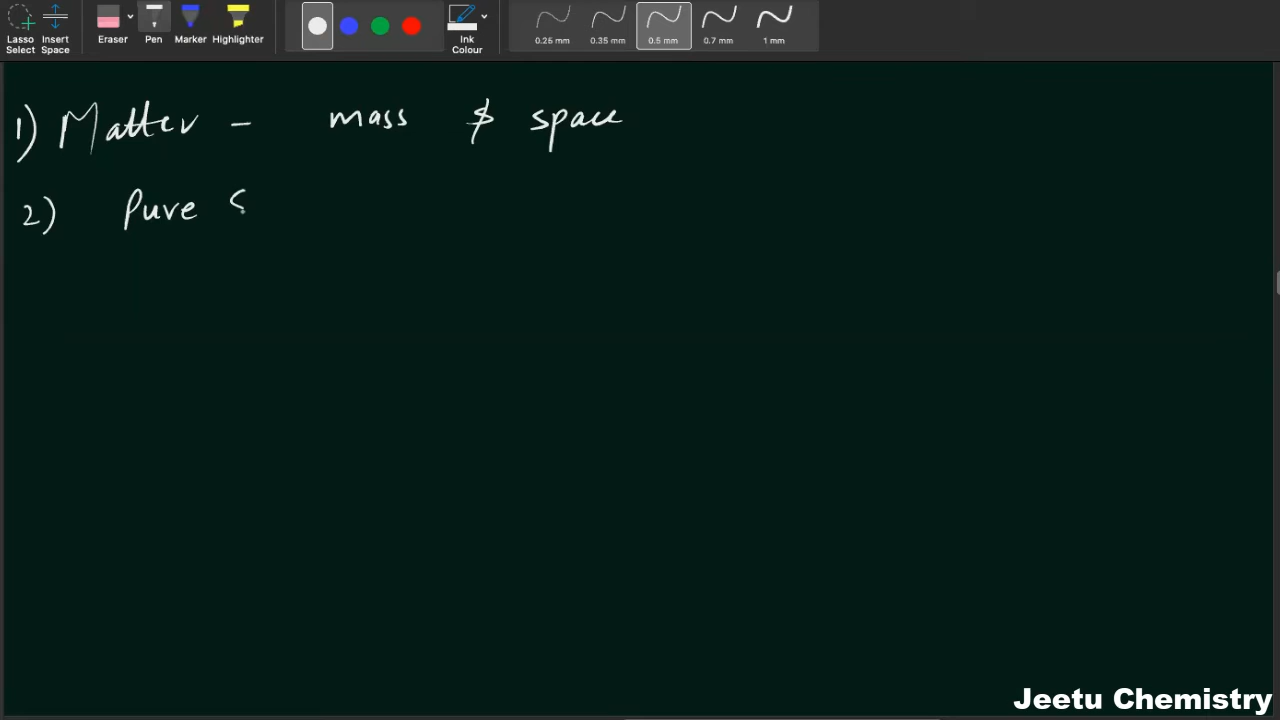 Lasso Select
Insert Space
Eraser
Pen
Marker
Highlighter
Ink Colour
0.25 mm
0.35 mm
0.5 mm
0.7 mm
1 mm
1) Matter - mass & space
2) Pure S
Jeetu Chemistry